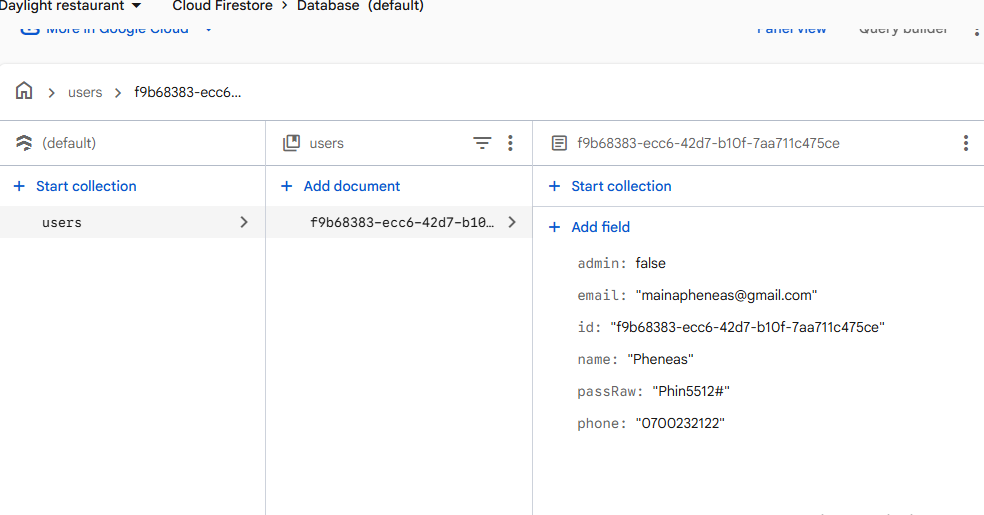 Daylight restaurant Cloud Firestore > Database (default)
More in Google Cloud Panel view Query builder
users > f9b68383-ecc6...
(default) users f9b68383-ecc6-42d7-b10f-7aa711c475ce
+ Start collection + Add document + Start collection
users f9b68383-ecc6-42d7-b10...
+ Add field
admin: false
email: "mainapheneas@gmail.com"
id: "f9b68383-ecc6-42d7-b10f-7aa711c475ce"
name: "Pheneas"
passRaw: "Phin5512#"
phone: "0700232122"